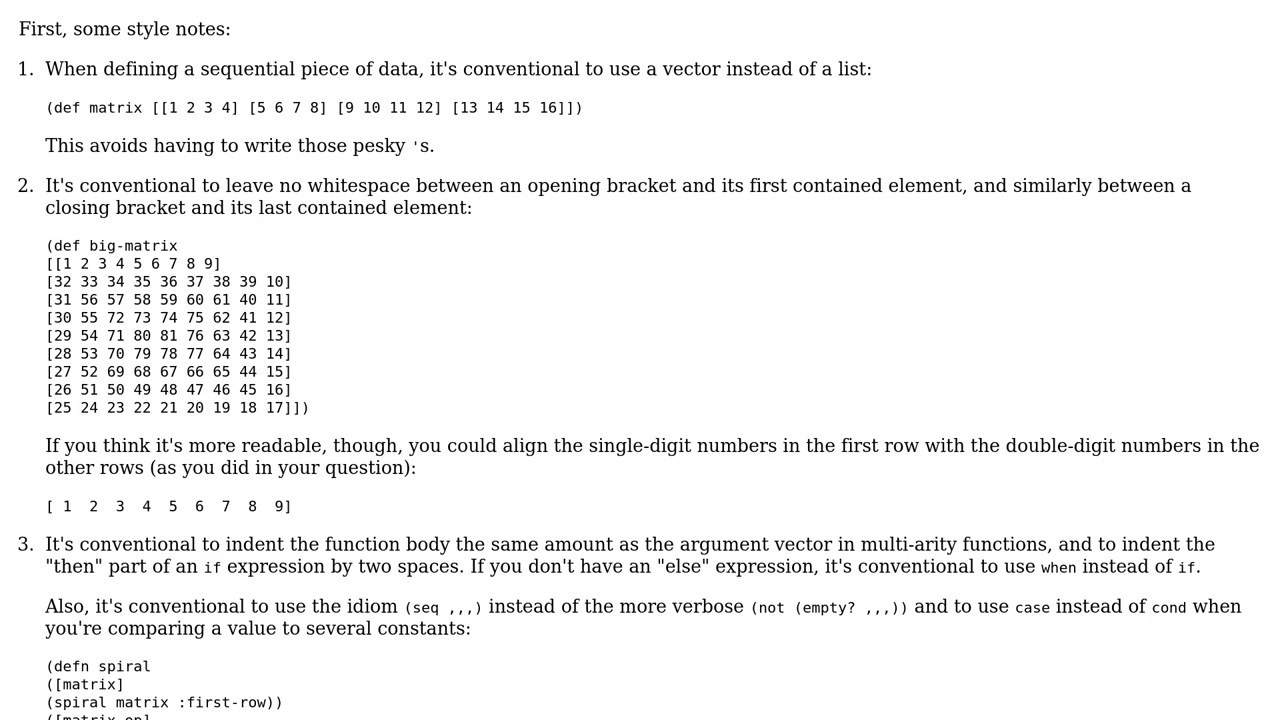 First, some style notes:
1. When defining a sequential piece of data, it's conventional to use a vector instead of a list:
(def matrix [[1 2 3 4] [5 6 7 8] [9 10 11 12] [13 14 15 16]])
This avoids having to write those pesky 's.
2. It's conventional to leave no whitespace between an opening bracket and its first contained element, and similarly between a
closing bracket and its last contained element:
(def big-matrix
[[1 2 3 4 5 6 7 8 9]
[32 33 34 35 36 37 38 39 10]
[31 56 57 58 59 60 61 40 11]
[30 55 72 73 74 75 62 41 12]
[29 54 71 80 81 76 63 42 13]
[28 53 70 79 78 77 64 43 14]
[27 52 69 68 67 66 65 44 15]
[26 51 50 49 48 47 46 45 16]
[25 24 23 22 21 20 19 18 17]])
If you think it's more readable, though, you could align the single-digit numbers in the first row with the double-digit numbers in the
other rows (as you did in your question):
[ 1  2  3  4  5  6  7  8  9]
3. It's conventional to indent the function body the same amount as the argument vector in multi-arity functions, and to indent the
"then" part of an if expression by two spaces. If you don't have an "else" expression, it's conventional to use when instead of if.
Also, it's conventional to use the idiom (seq ,,,) instead of the more verbose (not (empty? ,,,)) and to use case instead of cond when
you're comparing a value to several constants:
(defn spiral
([matrix]
(spiral matrix :first-row))
([matrix op]